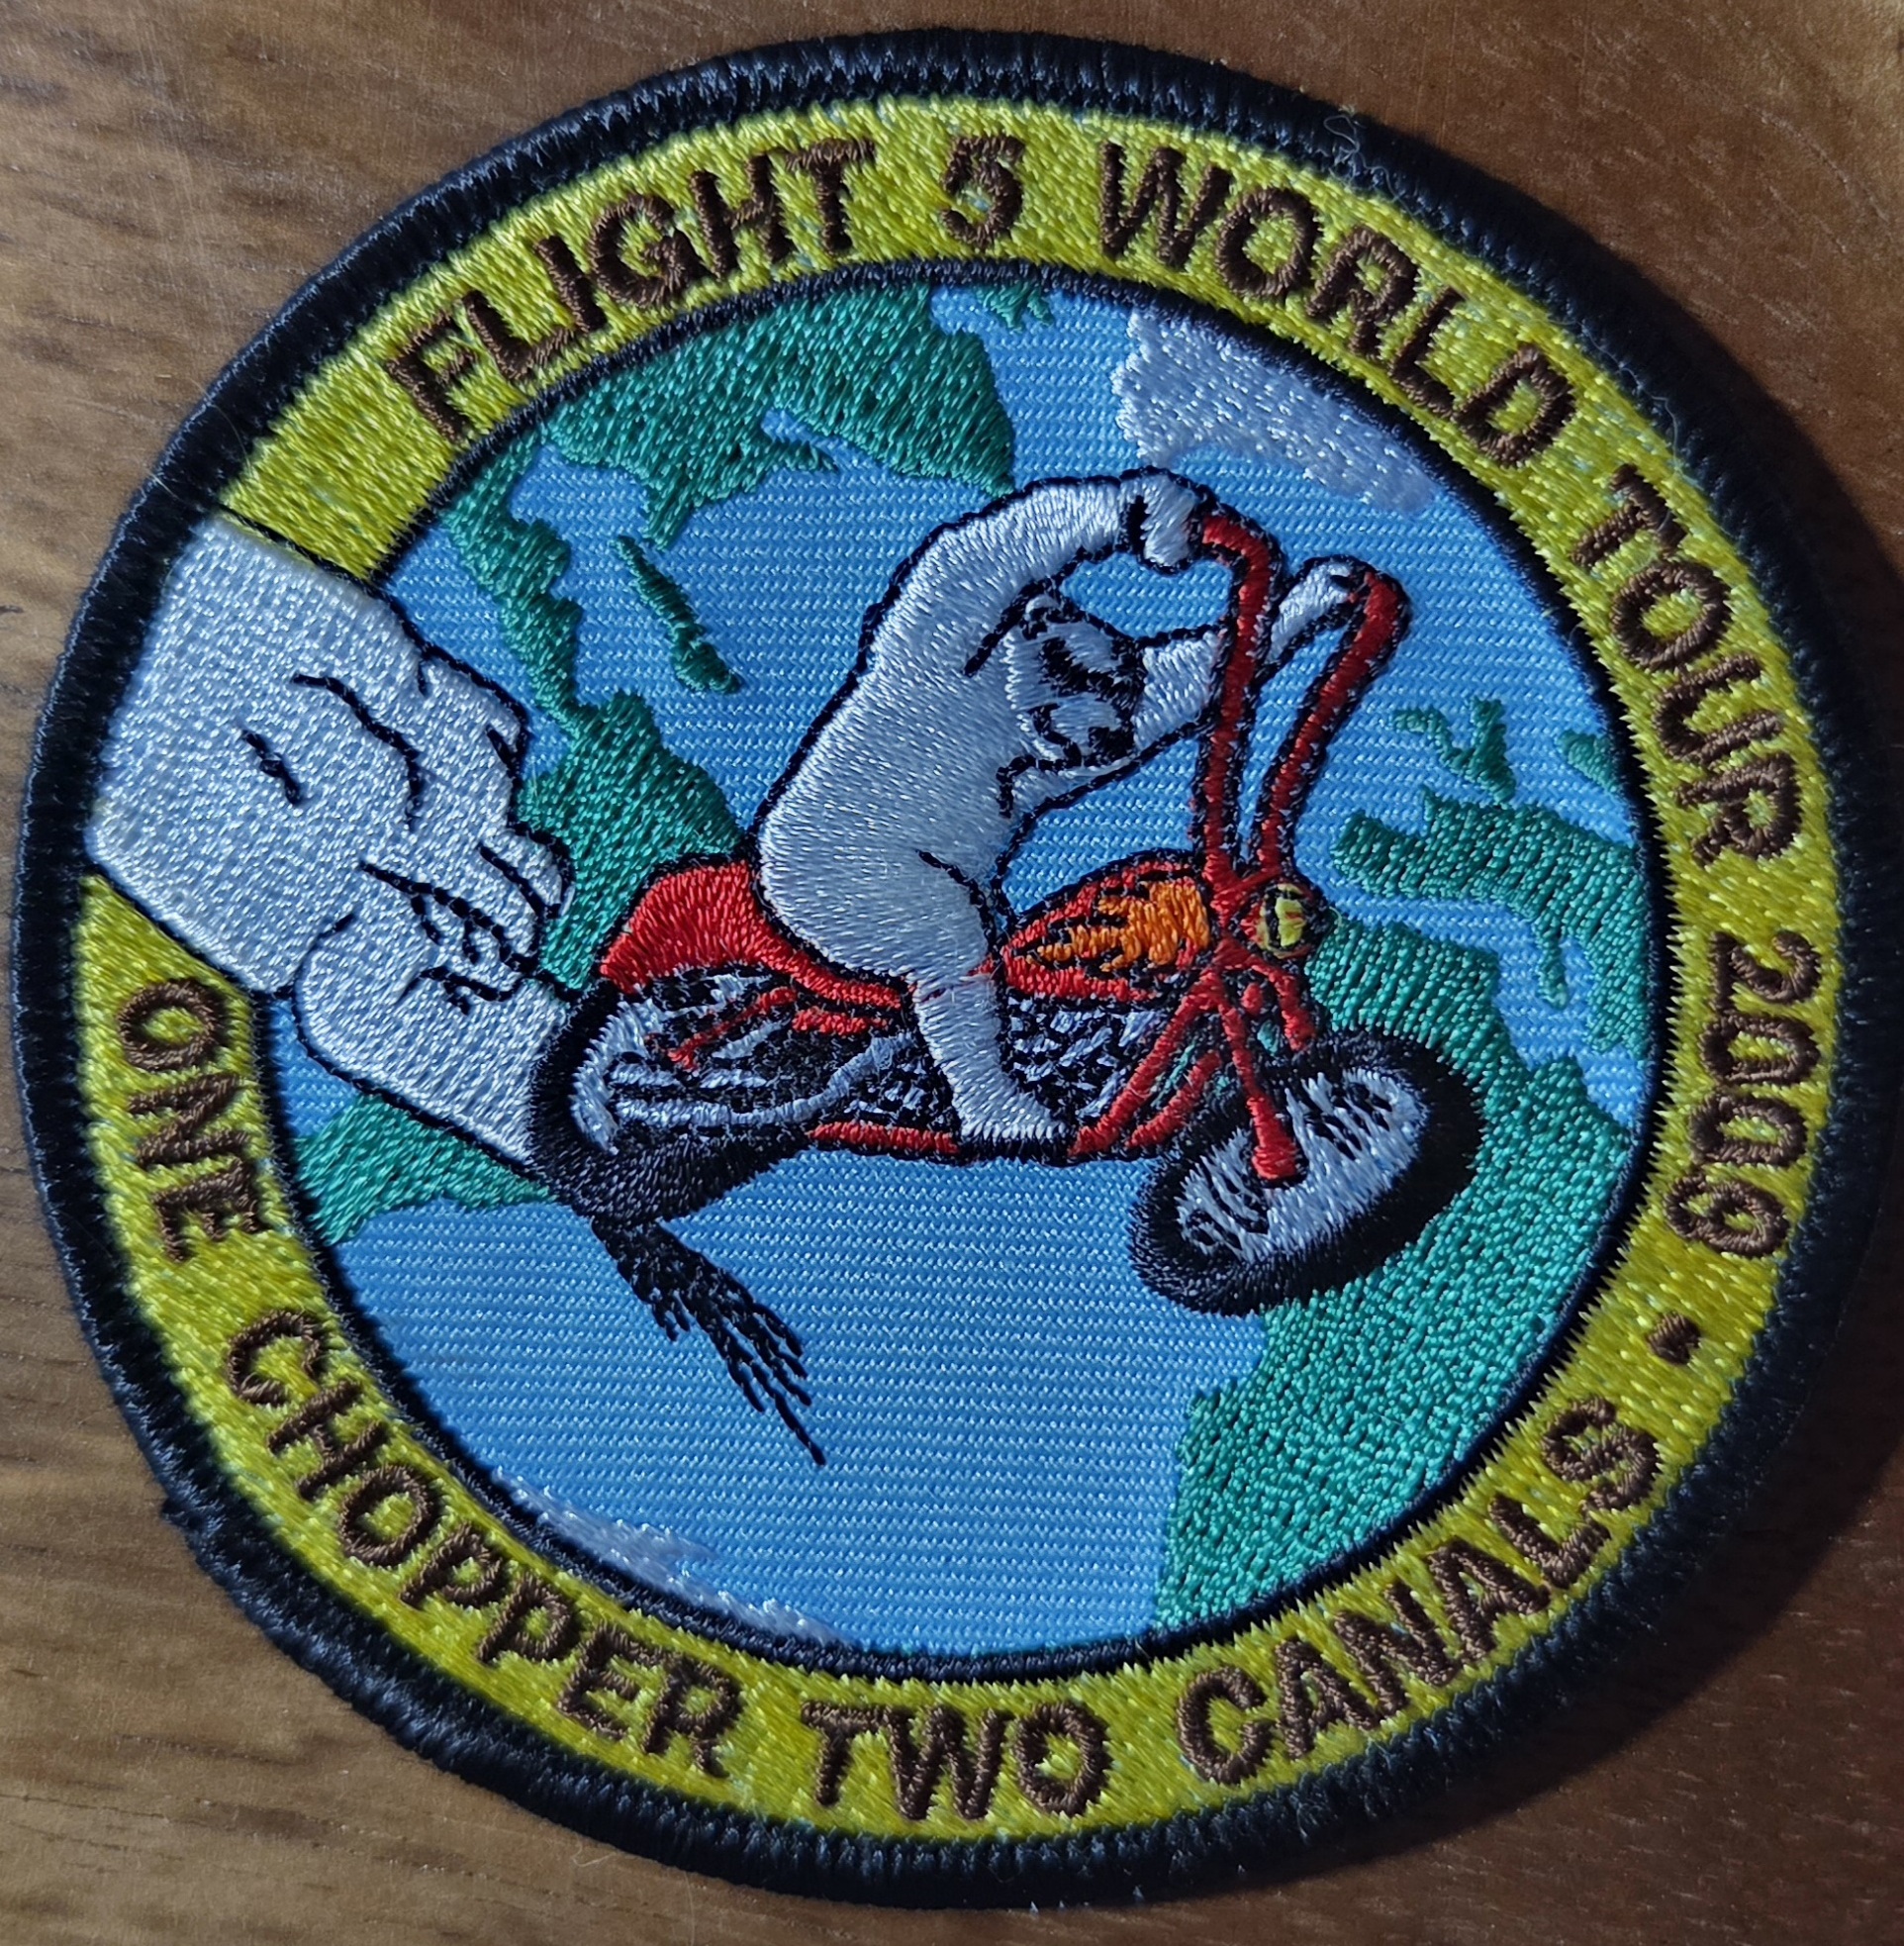 FLIGHT 5 WORLD TOUR 2009 •
ONE CHOPPER TWO CANALS